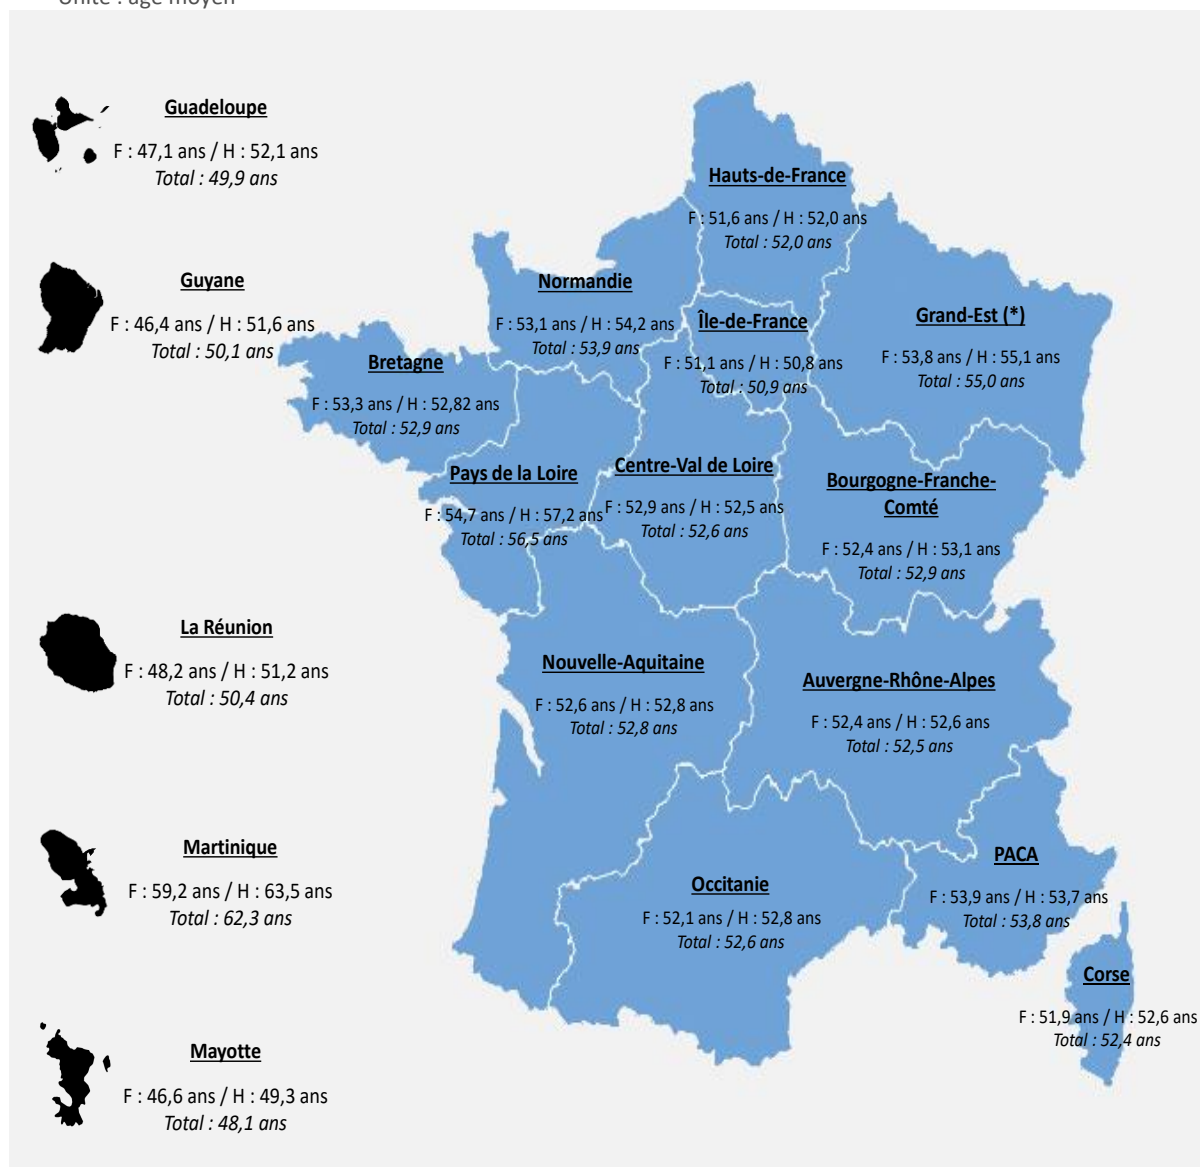 Unité : âge moyen
Guadeloupe
F : 47,1 ans / H : 52,1 ans
Total : 49,9 ans
Guyane
F : 46,4 ans / H : 51,6 ans
Total : 50,1 ans
La Réunion
F : 48,2 ans / H : 51,2 ans
Total : 50,4 ans
Martinique
F : 59,2 ans / H : 63,5 ans
Total : 62,3 ans
Mayotte
F : 46,6 ans / H : 49,3 ans
Total : 48,1 ans
Hauts-de-France
F : 51,6 ans / H : 52,0 ans
Total : 52,0 ans
Normandie
F : 53,1 ans / H : 54,2 ans
Total : 53,9 ans
Île-de-France
F : 51,1 ans / H : 50,8 ans
Total : 50,9 ans
Grand-Est (*)
F : 53,8 ans / H : 55,1 ans
Total : 55,0 ans
Bretagne
F : 53,3 ans / H : 52,82 ans
Total : 52,9 ans
Pays de la Loire
F : 54,7 ans / H : 57,2 ans
Total : 56,5 ans
Centre-Val de Loire
F : 52,9 ans / H : 52,5 ans
Total : 52,6 ans
Bourgogne-Franche-
Comté
F : 52,4 ans / H : 53,1 ans
Total : 52,9 ans
Nouvelle-Aquitaine
F : 52,6 ans / H : 52,8 ans
Total : 52,8 ans
Auvergne-Rhône-Alpes
F : 52,4 ans / H : 52,6 ans
Total : 52,5 ans
Occitanie
F : 52,1 ans / H : 52,8 ans
Total : 52,6 ans
PACA
F : 53,9 ans / H : 53,7 ans
Total : 53,8 ans
Corse
F : 51,9 ans / H : 52,6 ans
Total : 52,4 ans